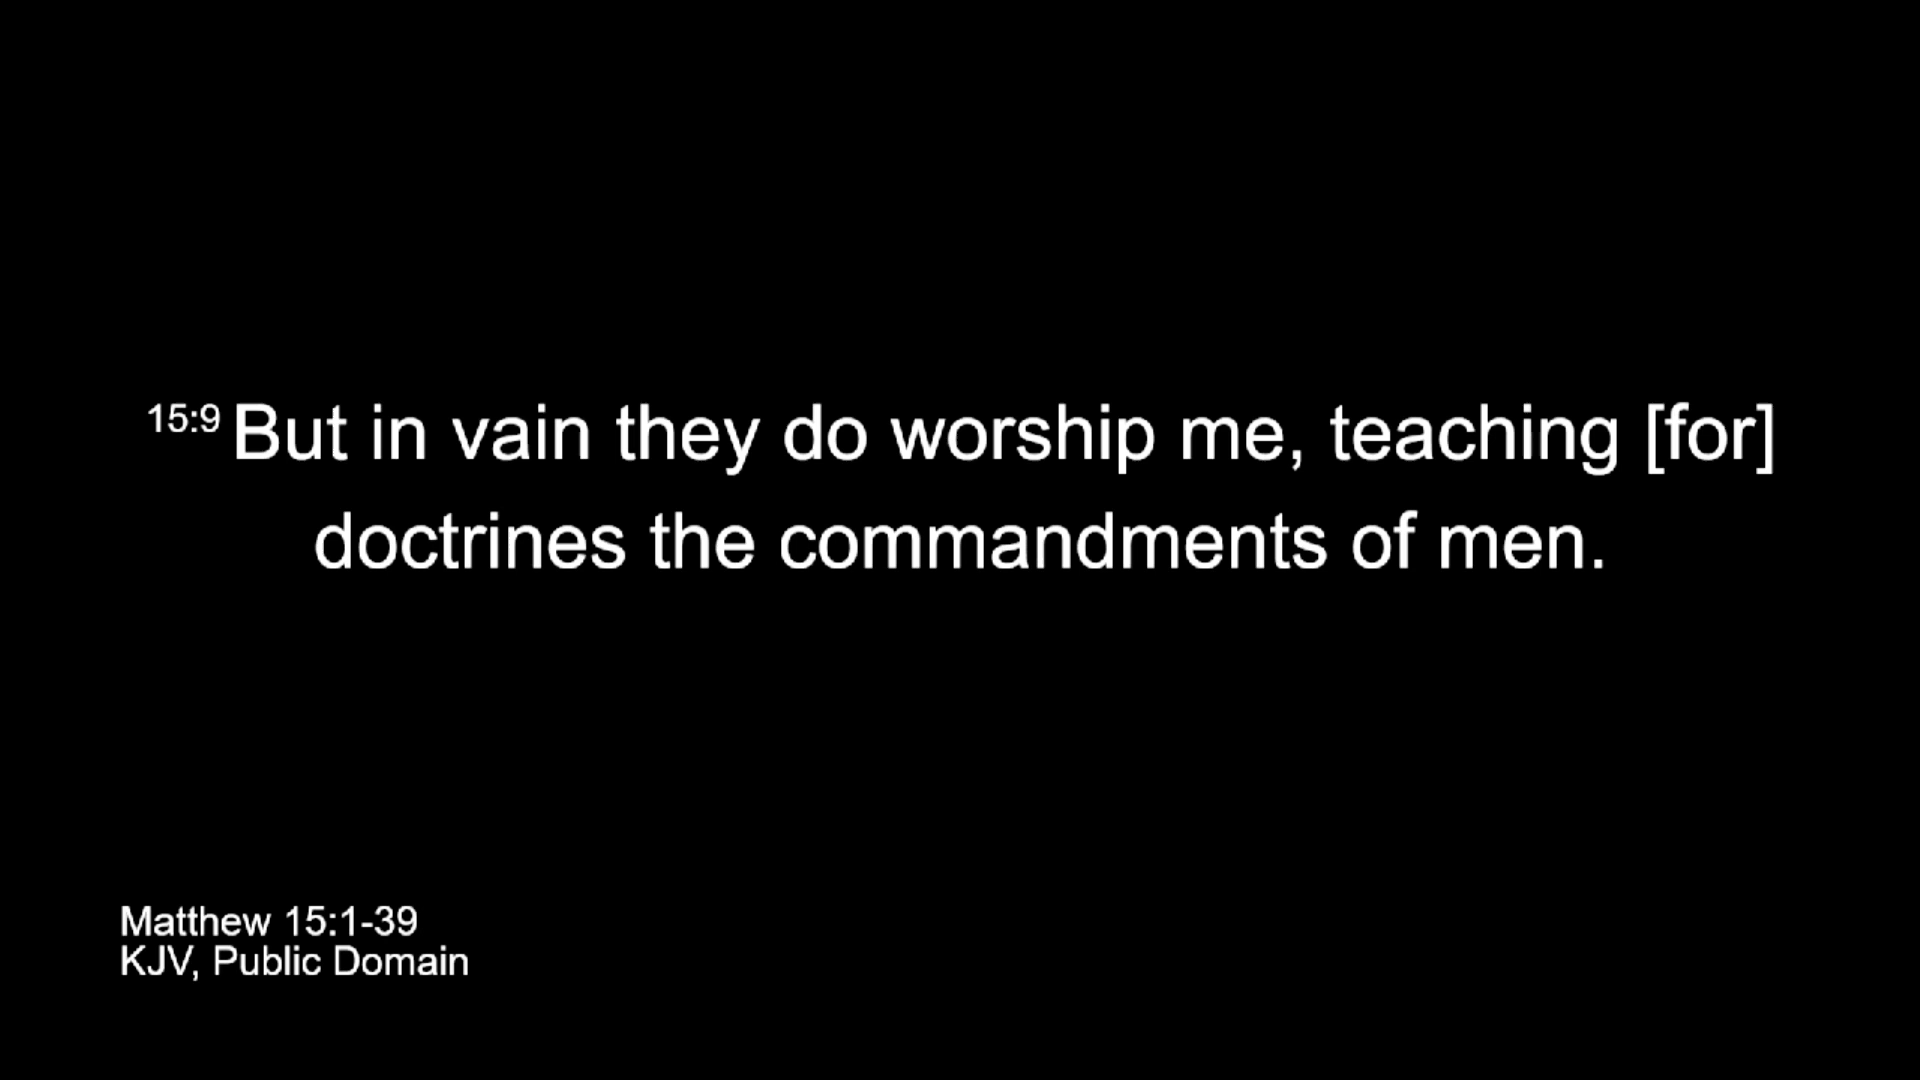 15:9 But in vain they do worship me, teaching [for]
doctrines the commandments of men.
Matthew 15:1-39
KJV, Public Domain